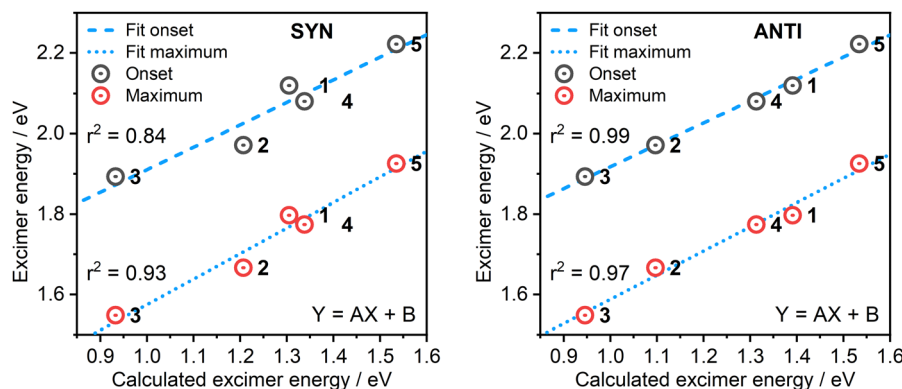 SYN
Fit onset
Fit maximum
Onset
Maximum
r² = 0.84
r² = 0.93
Y = AX + B
1
2
3
4
5
1
2
3
4
5
2.2
2.0
1.8
1.6
0.9 1.0 1.1 1.2 1.3 1.4 1.5 1.6
Excimer energy / eV
Calculated excimer energy / eV
ANTI
Fit onset
Fit maximum
Onset
Maximum
r² = 0.99
r² = 0.97
Y = AX + B
3
2
4
1
5
3
2
4
1
5
2.2
2.0
1.8
1.6
0.9 1.0 1.1 1.2 1.3 1.4 1.5 1.6
Excimer energy / eV
Calculated excimer energy / eV